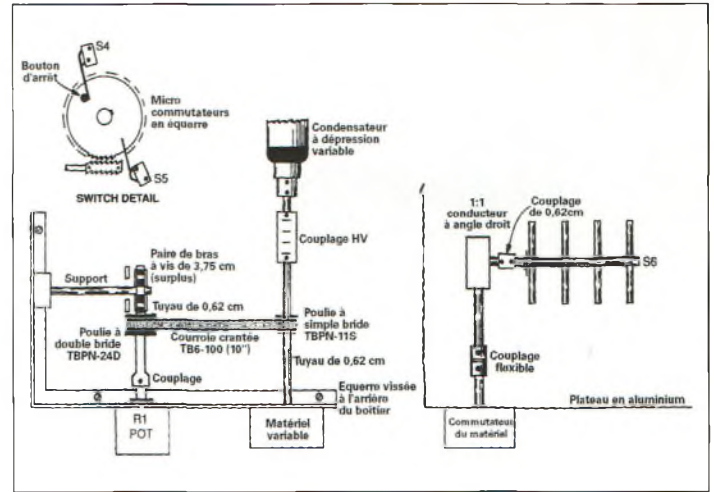 S4
Bouton
d'arrêt
Micro
commutateurs
en équerre
S5
SWITCH DETAIL
Condensateur
à dépression
variable
Couplage HV
Paire de bras
à vis de 3,75 cm
(surplus)
Support
Tuyau de 0,62 cm
Poulie à
double bride
TBPN-24D
Courroie crantée
TB6-100 (10")
Poulie à
simple bride
TBPN-11S
Tuyau de 0,62 cm
Couplage
Equerre vissée
à l'arrière
du boîtier
R1
POT
Matériel
variable
1:1
conducteur
à angle droit
Couplage
de 0,62cm
S6
Couplage
flexible
Plateau en aluminium
Commutateur
du matériel